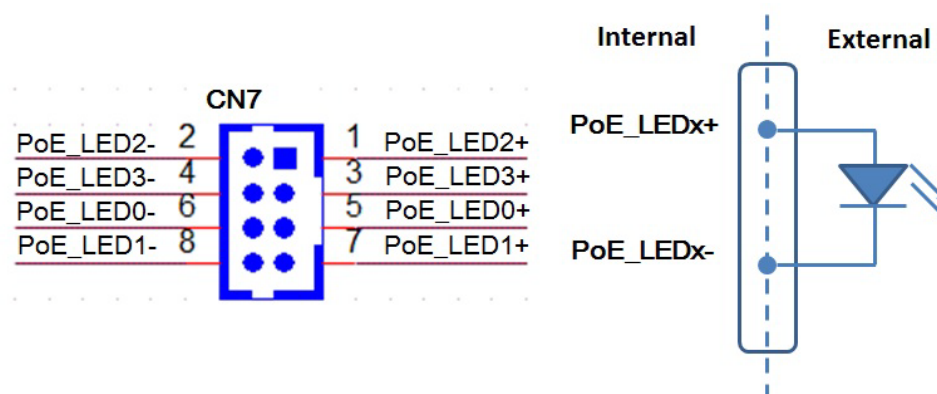 Internal External
CN7
PoE_LED2- 2 1 PoE_LED2+
PoE_LED3- 4 3 PoE_LED3+
PoE_LED0- 6 5 PoE_LED0+
PoE_LED1- 8 7 PoE_LED1+
PoE_LEDx+
PoE_LEDx-